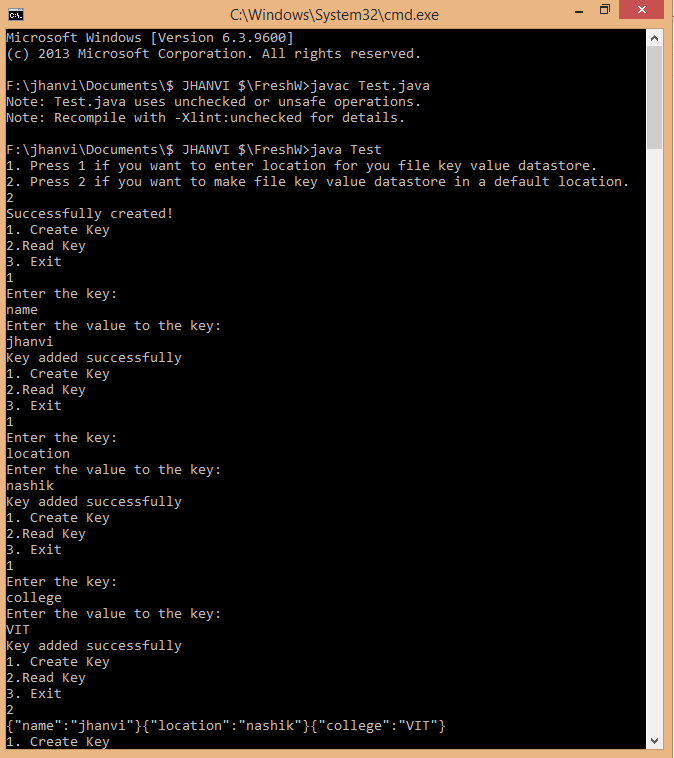 C:\Windows\System32\cmd.exe
Microsoft Windows [Version 6.3.9600]
(c) 2013 Microsoft Corporation. All rights reserved.
F:\jhanvi\Documents\$ JHANVI $\FreshW>javac Test.java
Note: Test.java uses unchecked or unsafe operations.
Note: Recompile with -Xlint:unchecked for details.
F:\jhanvi\Documents\$ JHANVI $\FreshW>java Test
1. Press 1 if you want to enter location for you file key value datastore.
2. Press 2 if you want to make file key value datastore in a default location.
2
Successfully created!
1. Create Key
2.Read Key
3. Exit
1
Enter the key:
name
Enter the value to the key:
jhanvi
Key added successfully
1. Create Key
2.Read Key
3. Exit
1
Enter the key:
location
Enter the value to the key:
nashik
Key added successfully
1. Create Key
2.Read Key
3. Exit
1
Enter the key:
college
Enter the value to the key:
VIT
Key added successfully
1. Create Key
2.Read Key
3. Exit
2
{"name":"jhanvi"}{"location":"nashik"}{"college":"VIT"}
1. Create Key